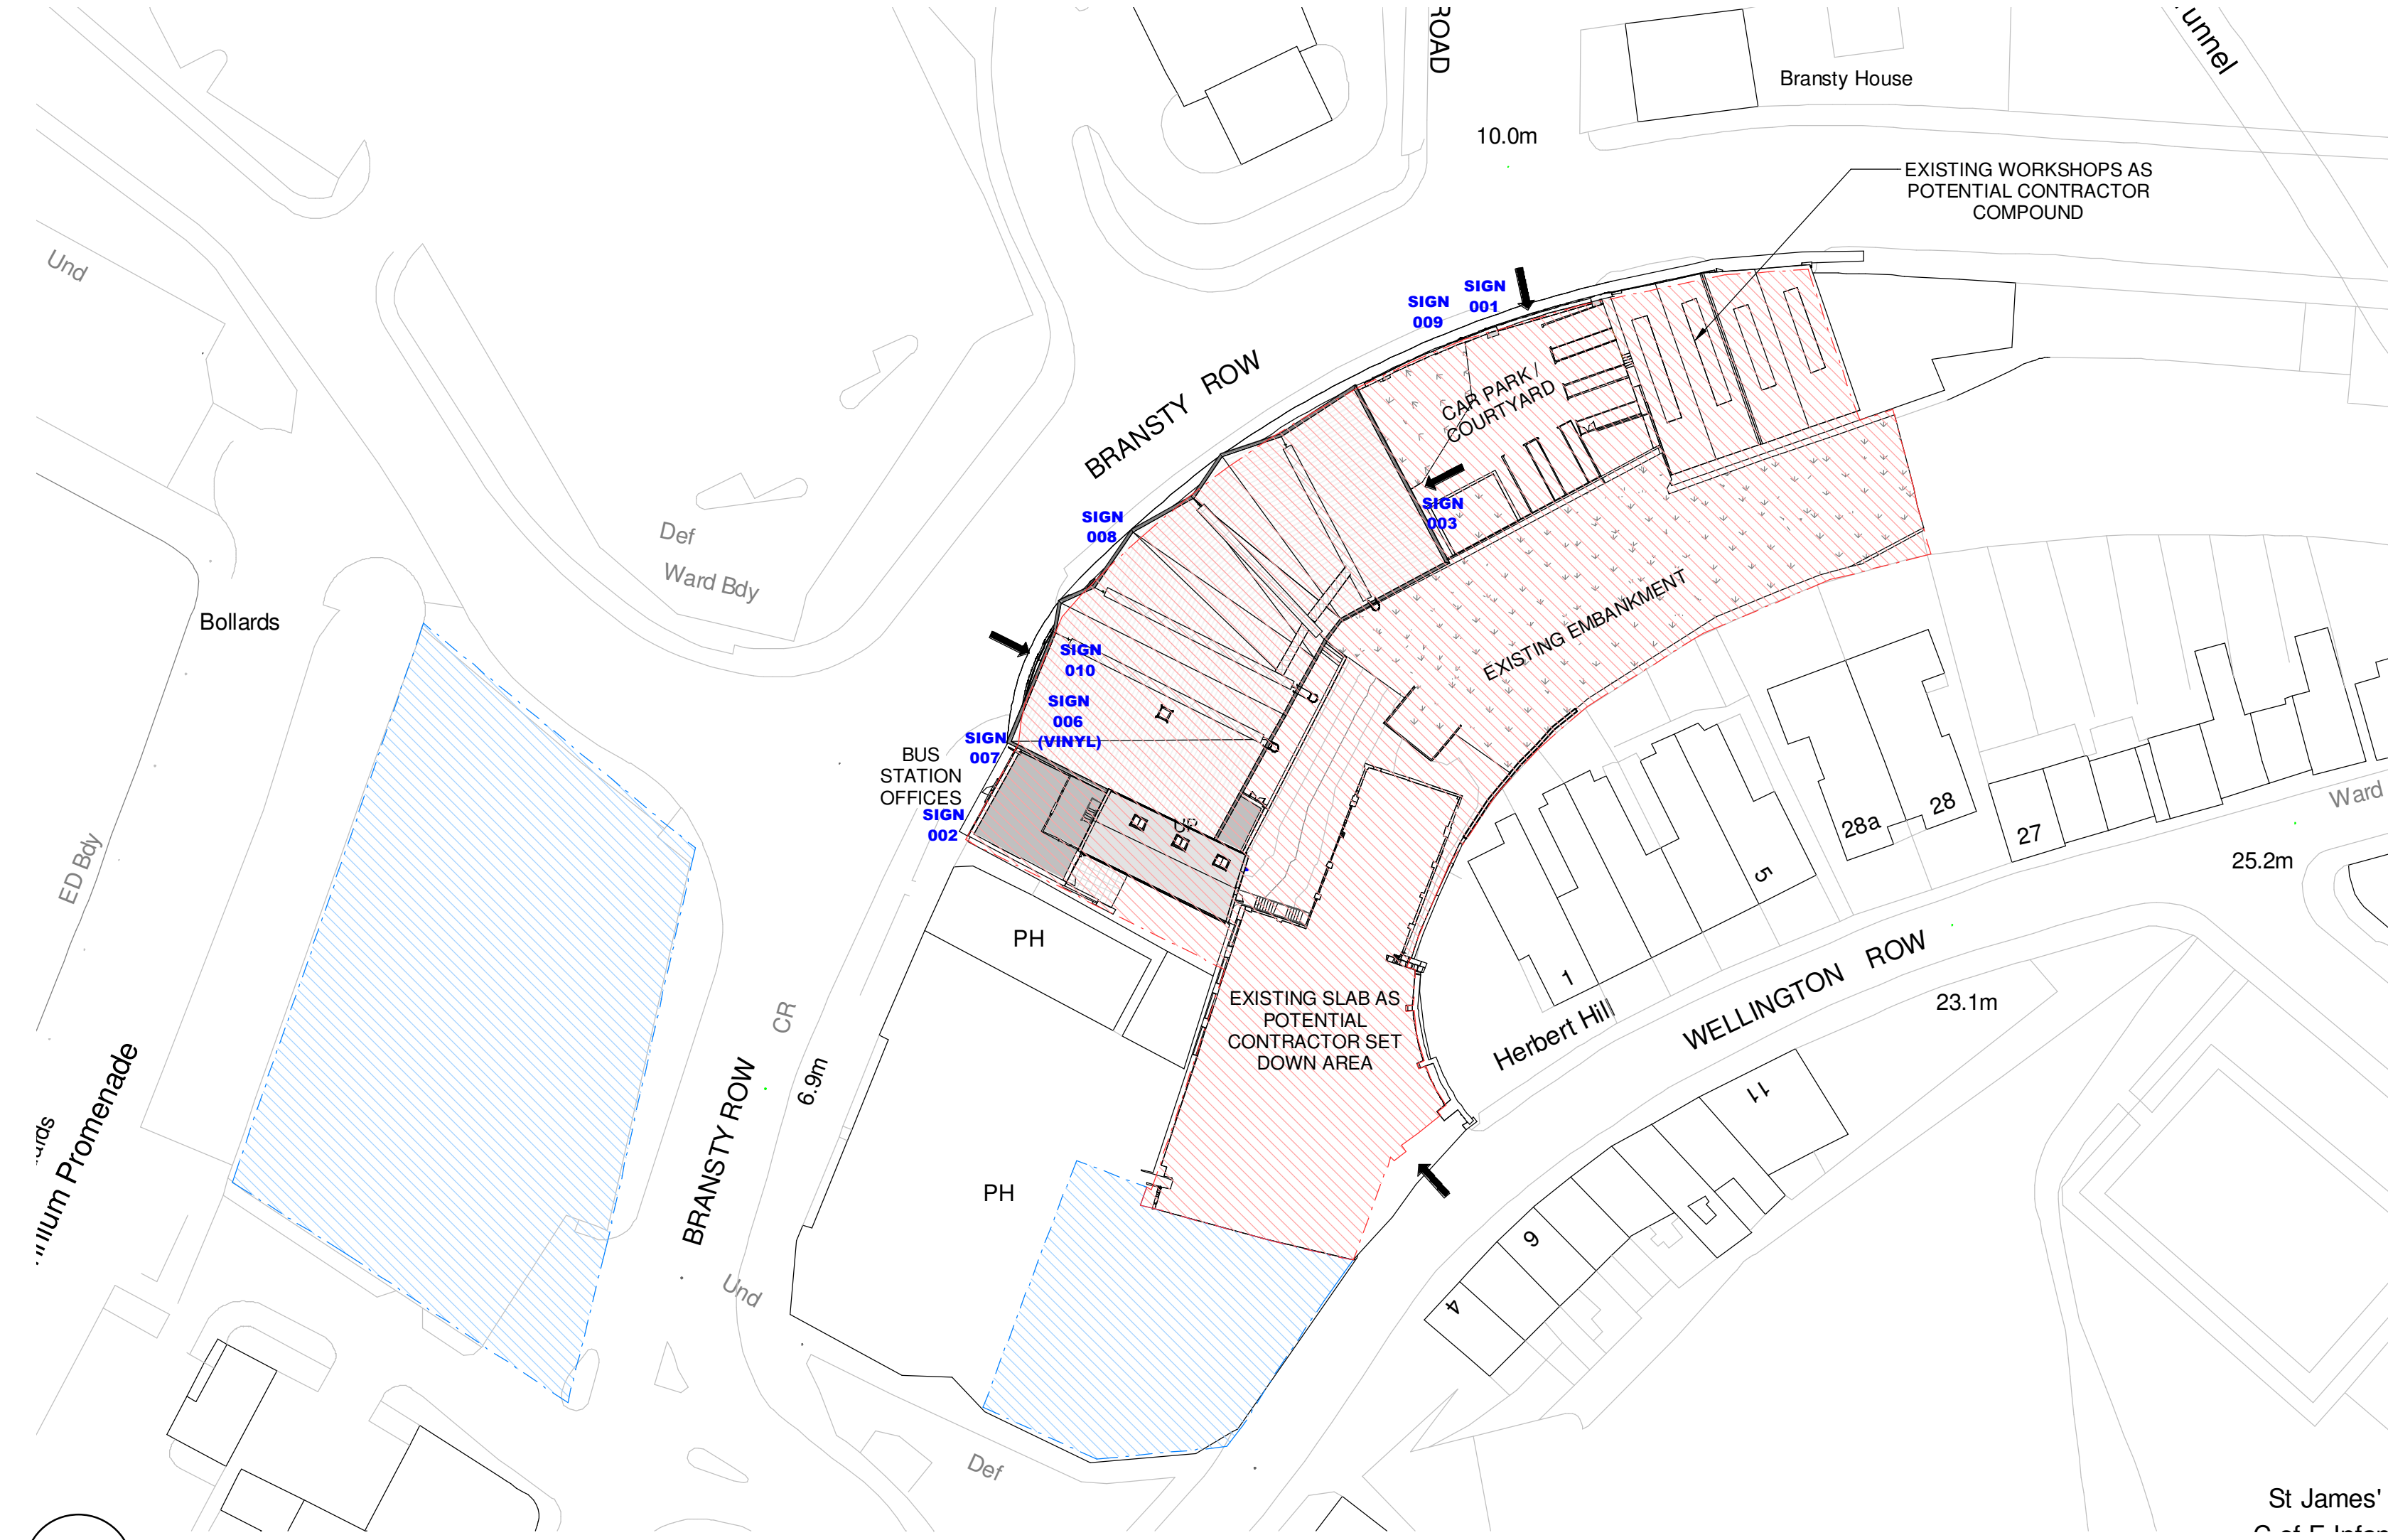 ROAD
unnel
Bransty House
10.0m
EXISTING WORKSHOPS AS
POTENTIAL CONTRACTOR
COMPOUND
Und
SIGN
001
SIGN
009
BRANSTY ROW
CAR PARK /
COURTYARD
SIGN
003
SIGN
008
Def
Ward Bdy
Bollards
EXISTING EMBANKMENT
SIGN
010
SIGN
006
(VINYL)
SIGN
007
BUS
STATION
OFFICES
SIGN
002
28a
28
27
Ward
25.2m
5
1
ED Bdy
PH
EXISTING SLAB AS
POTENTIAL
CONTRACTOR SET
DOWN AREA
Herbert Hill
WELLINGTON ROW
23.1m
CR
6.9m
BRANSTY ROW
ards
nium Promenade
PH
11
6
4
Und
Def
St James'